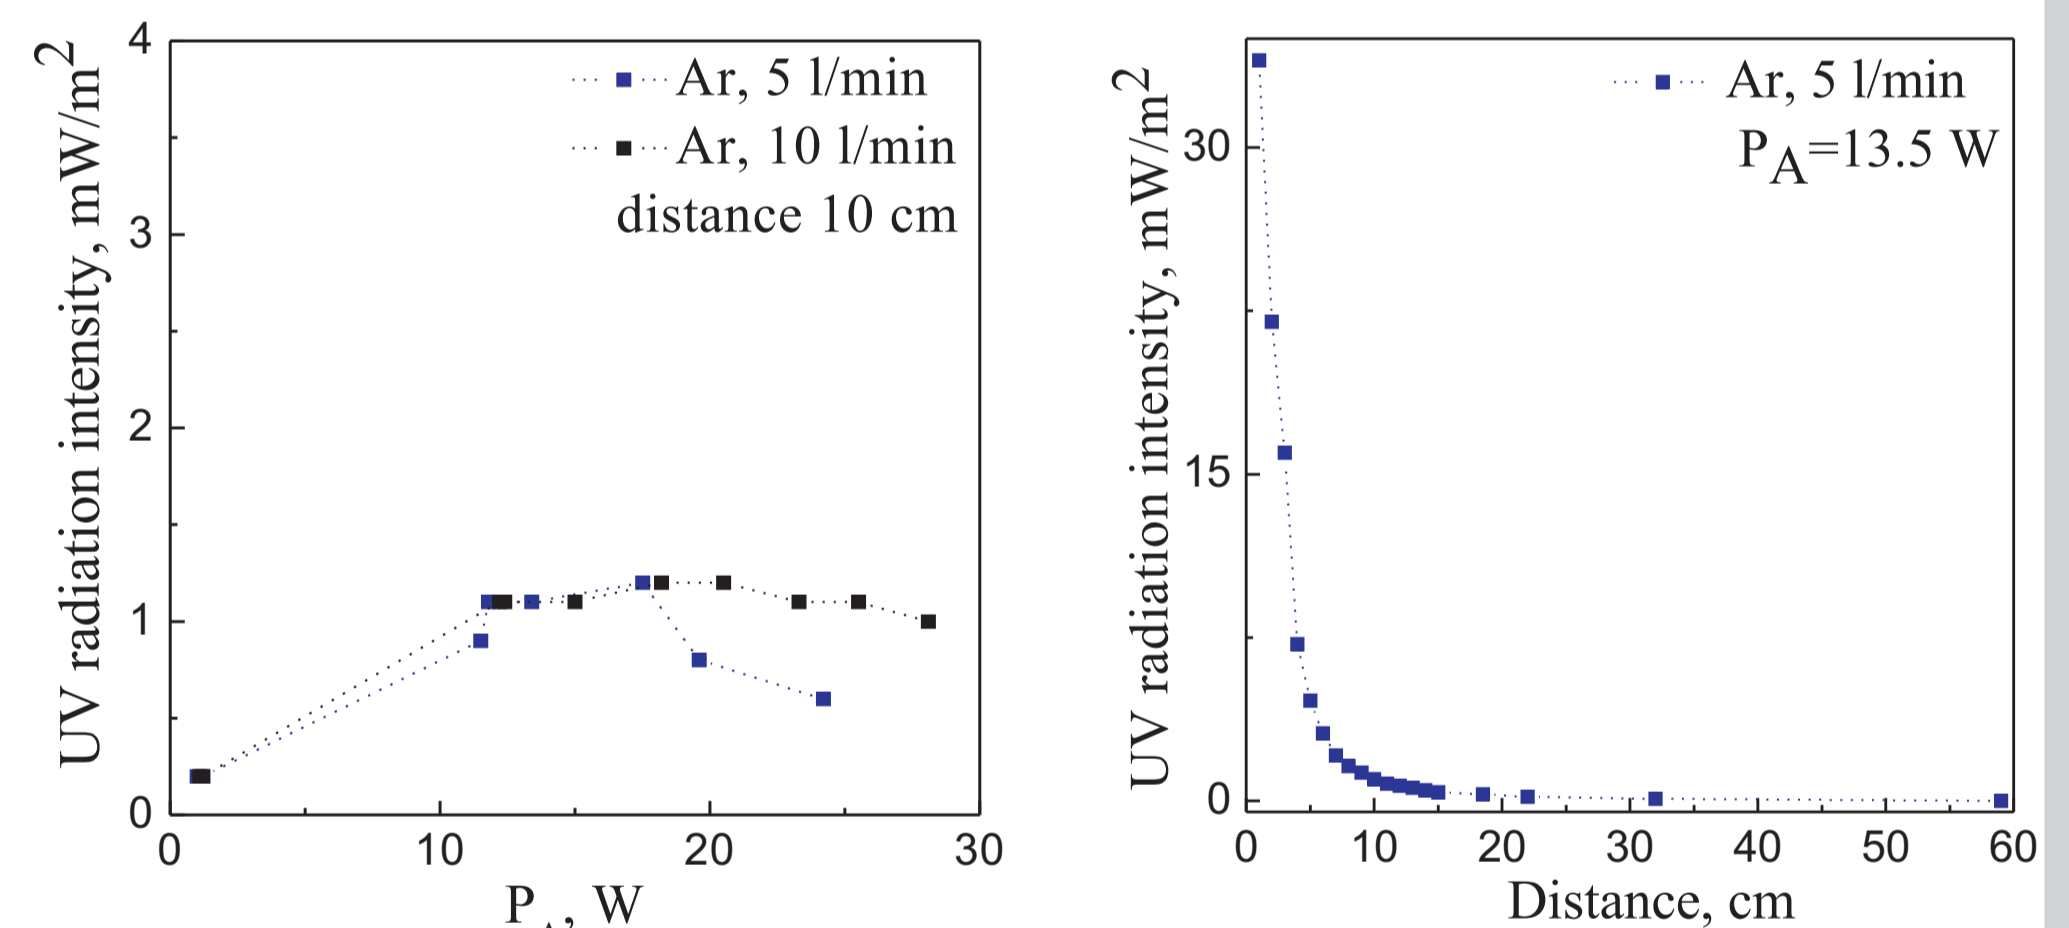 UV radiation intensity, mW/m2
4
3
2
1
0
0 10 20 30
Ar, 5 l/min
Ar, 10 l/min
distance 10 cm
P A, W
UV radiation intensity, mW/m2
30
15
0
0 10 20 30 40 50 60
Ar, 5 l/min
PA=13.5 W
Distance, cm